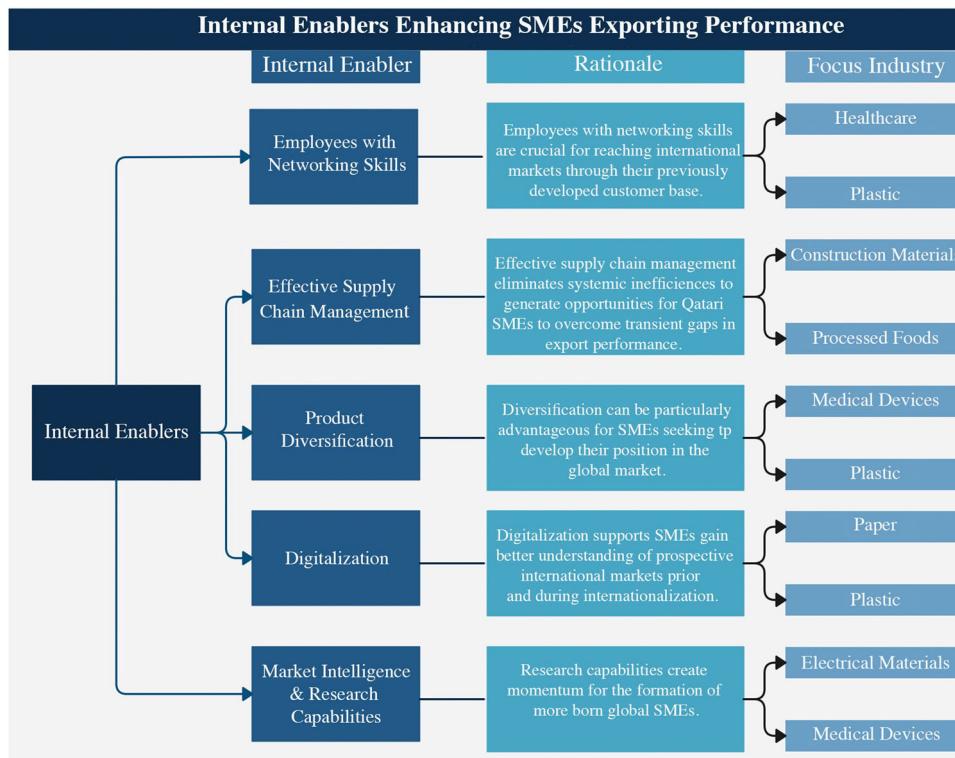 Internal Enablers Enhancing SMEs Exporting Performance
Internal Enabler
Rationale
Focus Industry
Internal Enablers
Employees with
Networking Skills
Employees with networking skills
are crucial for reaching international
markets through their previously
developed customer base.
Healthcare
Plastic
Effective Supply
Chain Management
Effective supply chain management
eliminates systemic inefficiences to
generate opportunities for Qatari
SMEs to overcome transient gaps in
export performance.
Construction Materials
Processed Foods
Product
Diversification
Diversification can be particularly
advantageous for SMEs seeking tp
develop their position in the
global market.
Medical Devices
Plastic
Digitalization
Digitalization supports SMEs gain
better understanding of prospective
international markets prior
and during internationalization.
Paper
Plastic
Market Intelligence
& Research
Capabilities
Research capabilities create
momentum for the formation of
more born global SMEs.
Electrical Materials
Medical Devices